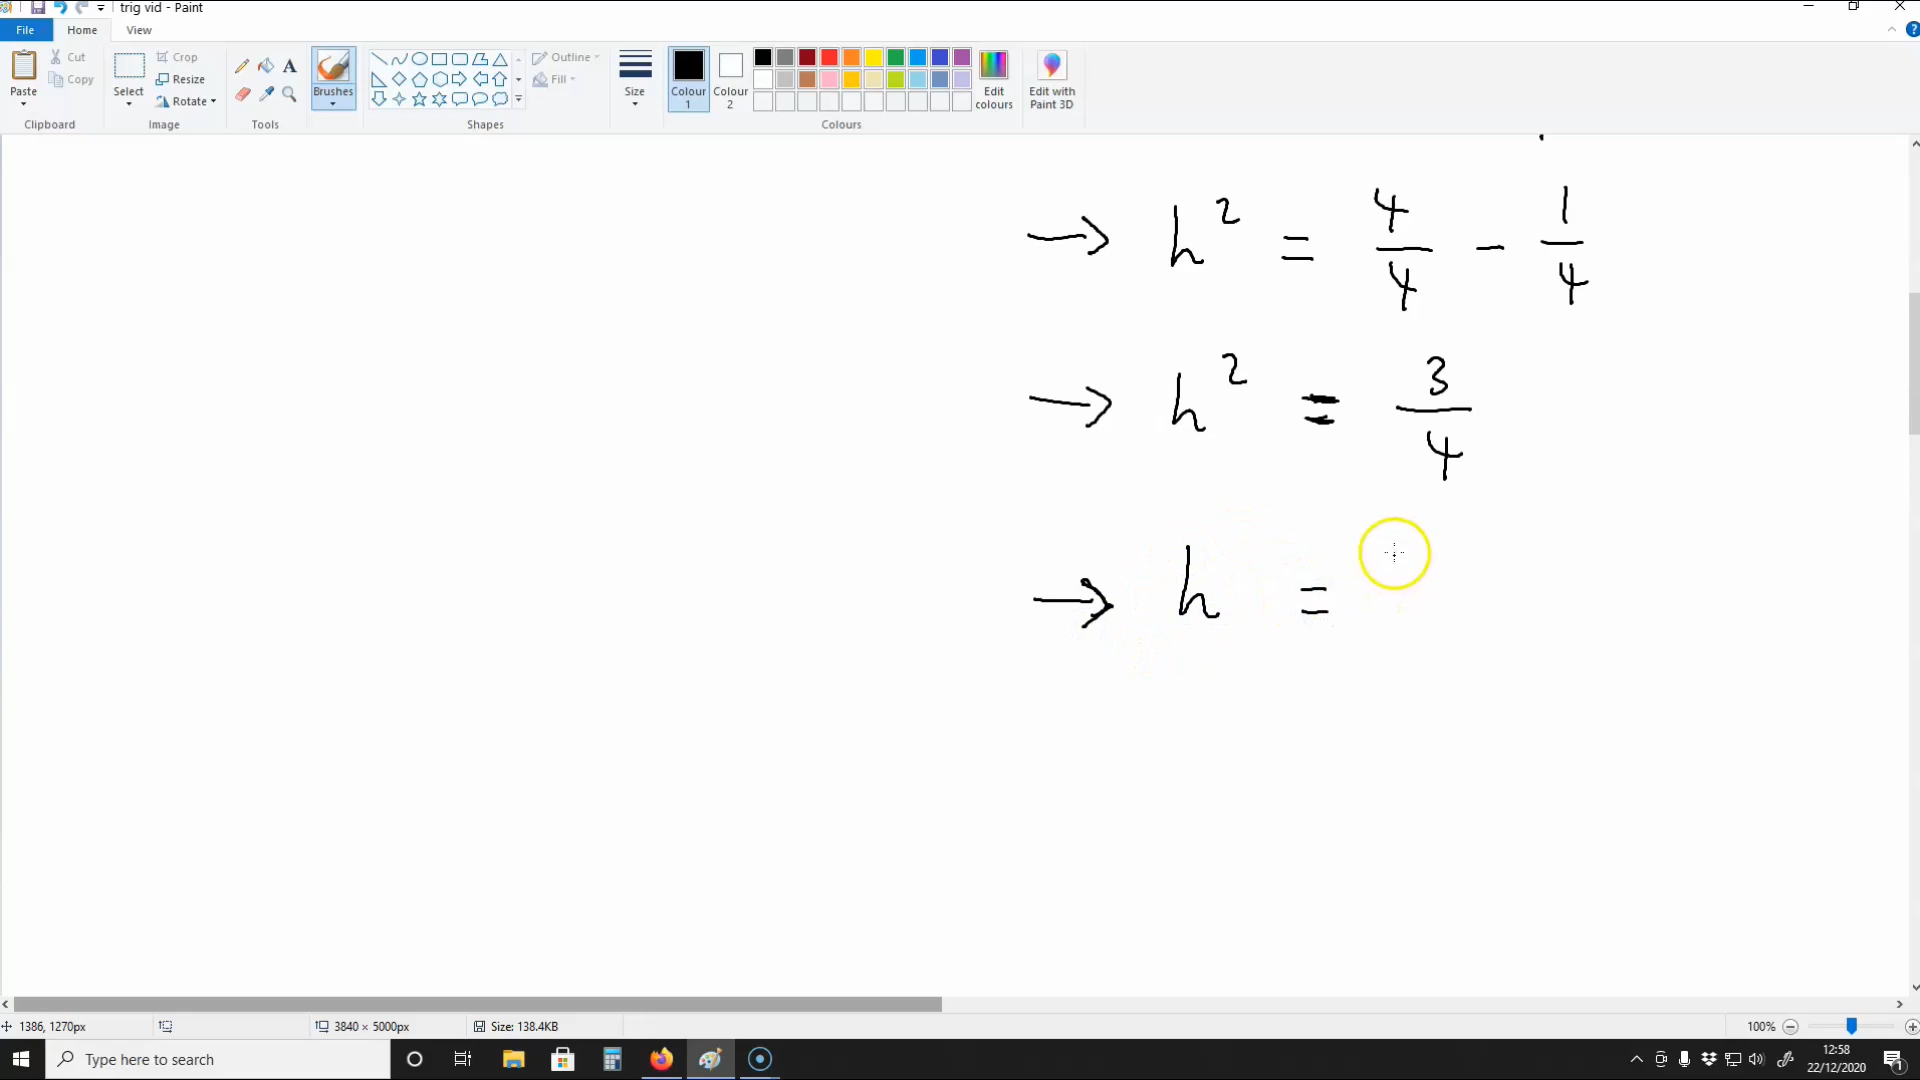 trig vid - Paint
File Home View
Paste Cut Copy Select Crop Resize Rotate A Brushes Outline Fill Size Colour 1 Colour 2 Edit colours Edit with Paint 3D
Clipboard Image Tools Shapes Colours
→ h² = 4/4 - 1/4
→ h² = 3/4
→ h =
1386, 1270px 3840 × 5000px Size: 138.4KB 100%
Type here to search 12:58
22/12/2020 1